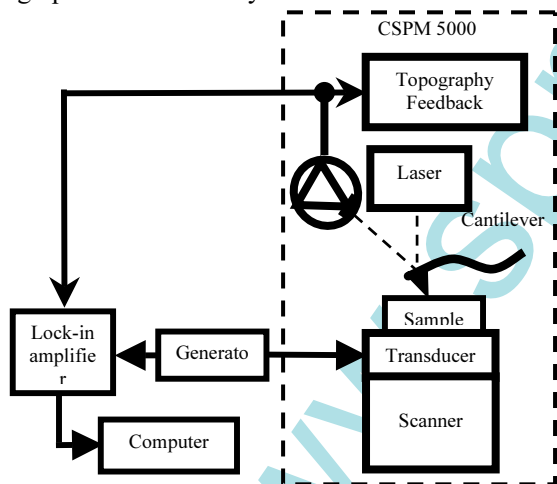 CSPM 5000
Topography
Feedback
Laser
Cantilever
Sample
Lock-in
amplifie
r
Generato
Transducer
Scanner
Computer